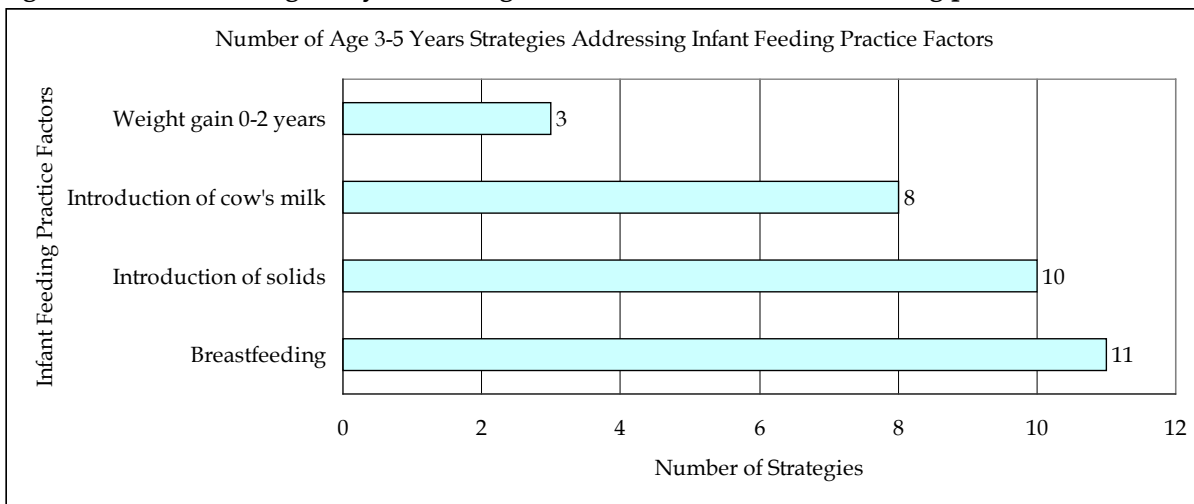 Number of Age 3-5 Years Strategies Addressing Infant Feeding Practice Factors
Infant Feeding Practice Factors
Weight gain 0-2 years
3
Introduction of cow's milk
8
Introduction of solids
10
Breastfeeding
11
0 2 4 6 8 10 12
Number of Strategies